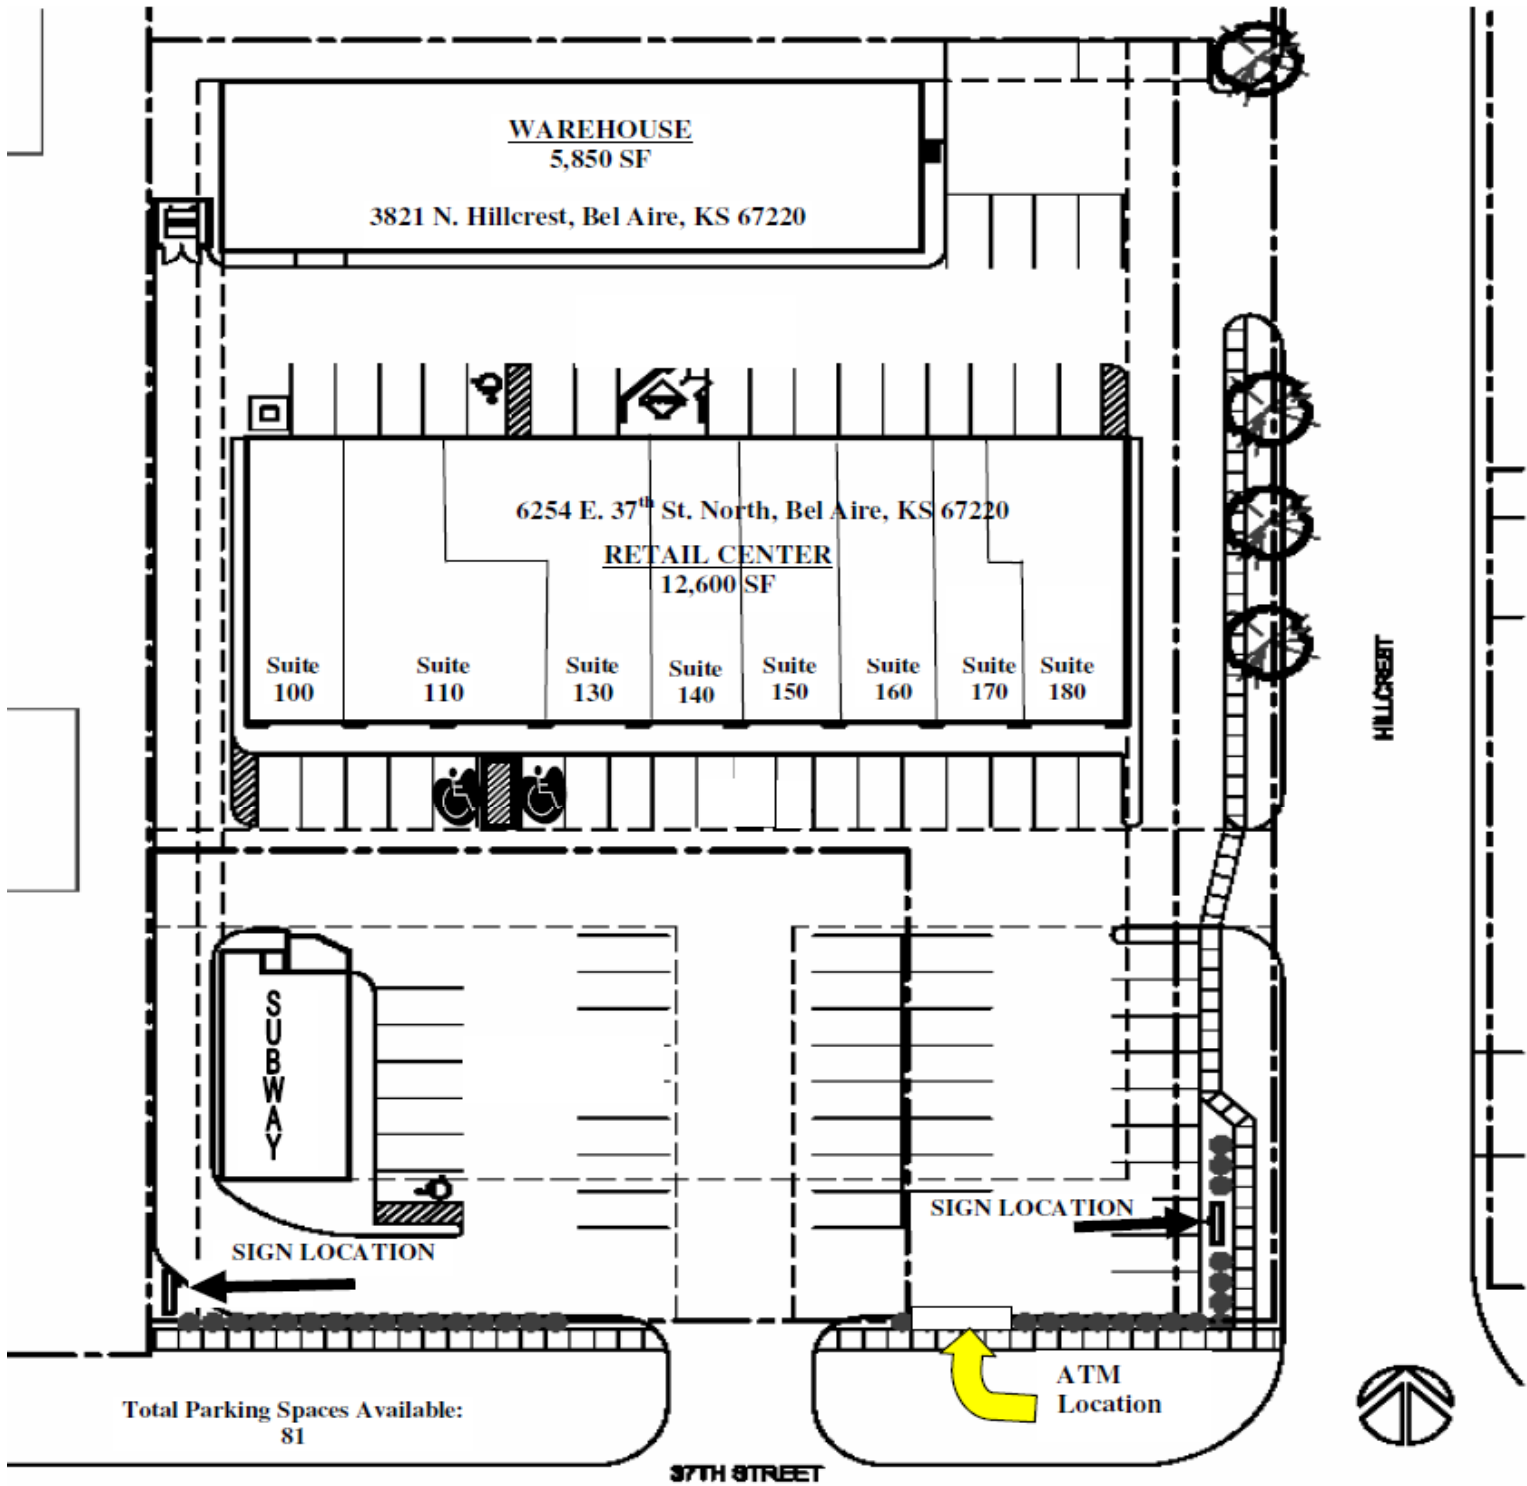 WAREHOUSE
5,850 SF
3821 N. Hillcrest, Bel Aire, KS 67220
6254 E. 37th St. North, Bel Aire, KS 67220
RETAIL CENTER
12,600 SF
Suite 100
Suite 110
Suite 130
Suite 140
Suite 150
Suite 160
Suite 170
Suite 180
HILLCREST
SUBWAY
SIGN LOCATION
SIGN LOCATION
ATM
Location
Total Parking Spaces Available:
81
37TH STREET